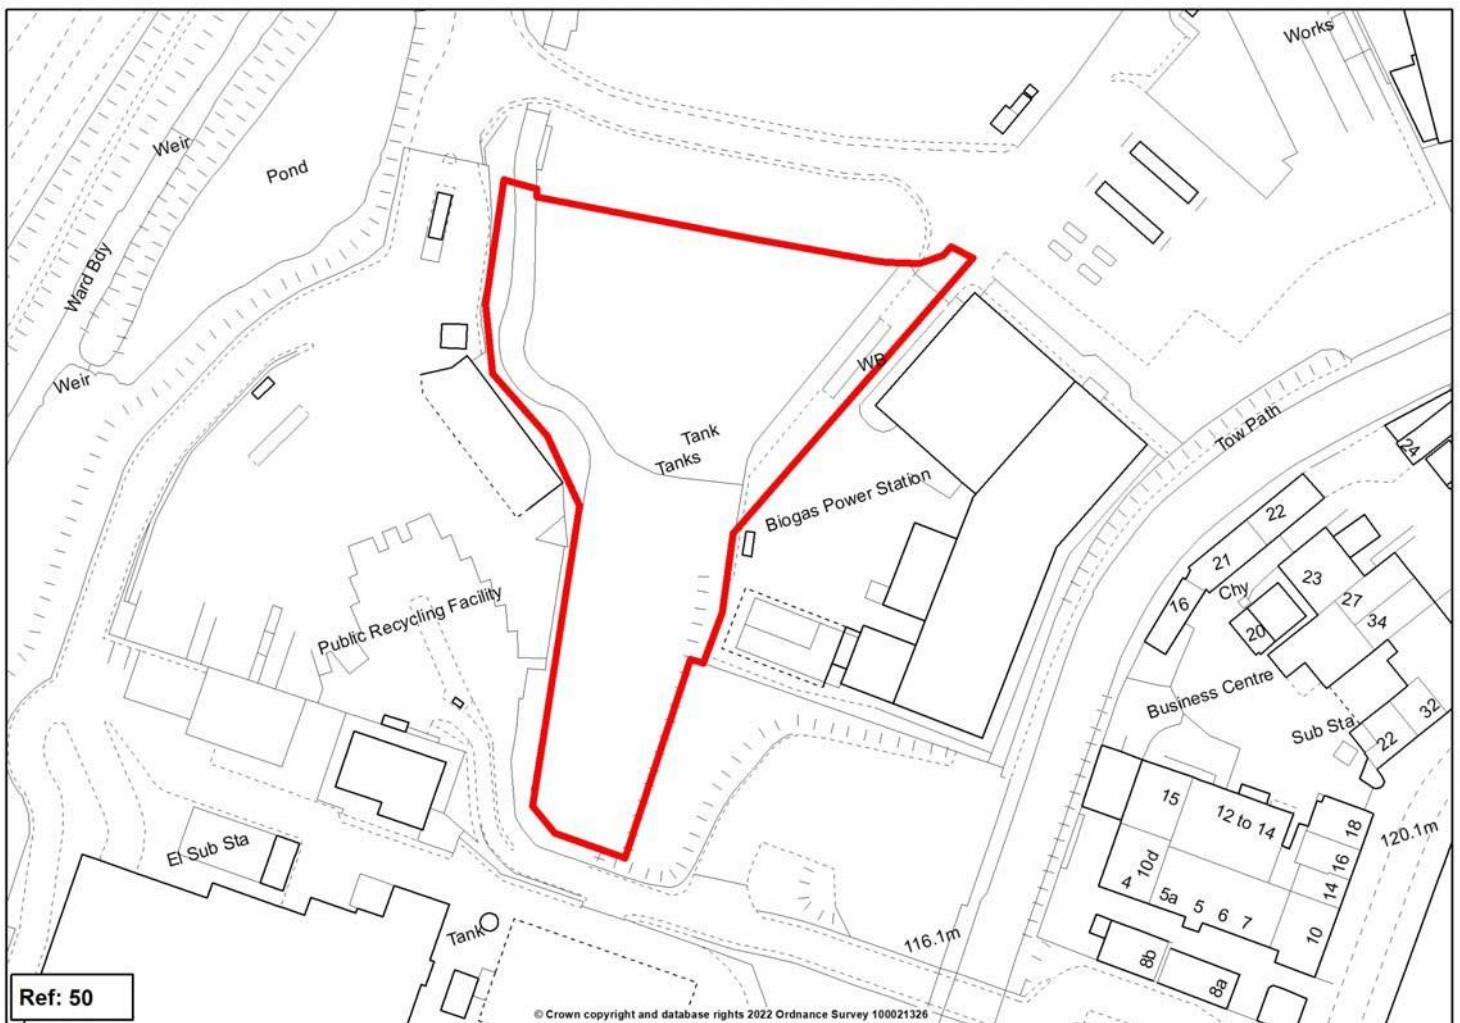 Works
Weir
Pond
Ward Bdy
Weir
WB
Tow Path
24
Tank
Tanks
Biogas Power Station
22
21
Chy
23
16
27
20
34
Public Recycling Facility
Business Centre
Sub Sta
32
22
15
12 to 14
18
120.1m
El Sub Sta
16
10d
4
14
5a
5
6
7
10
Tank
116.1m
8b
8a
Ref: 50
© Crown copyright and database rights 2022 Ordnance Survey 100021326